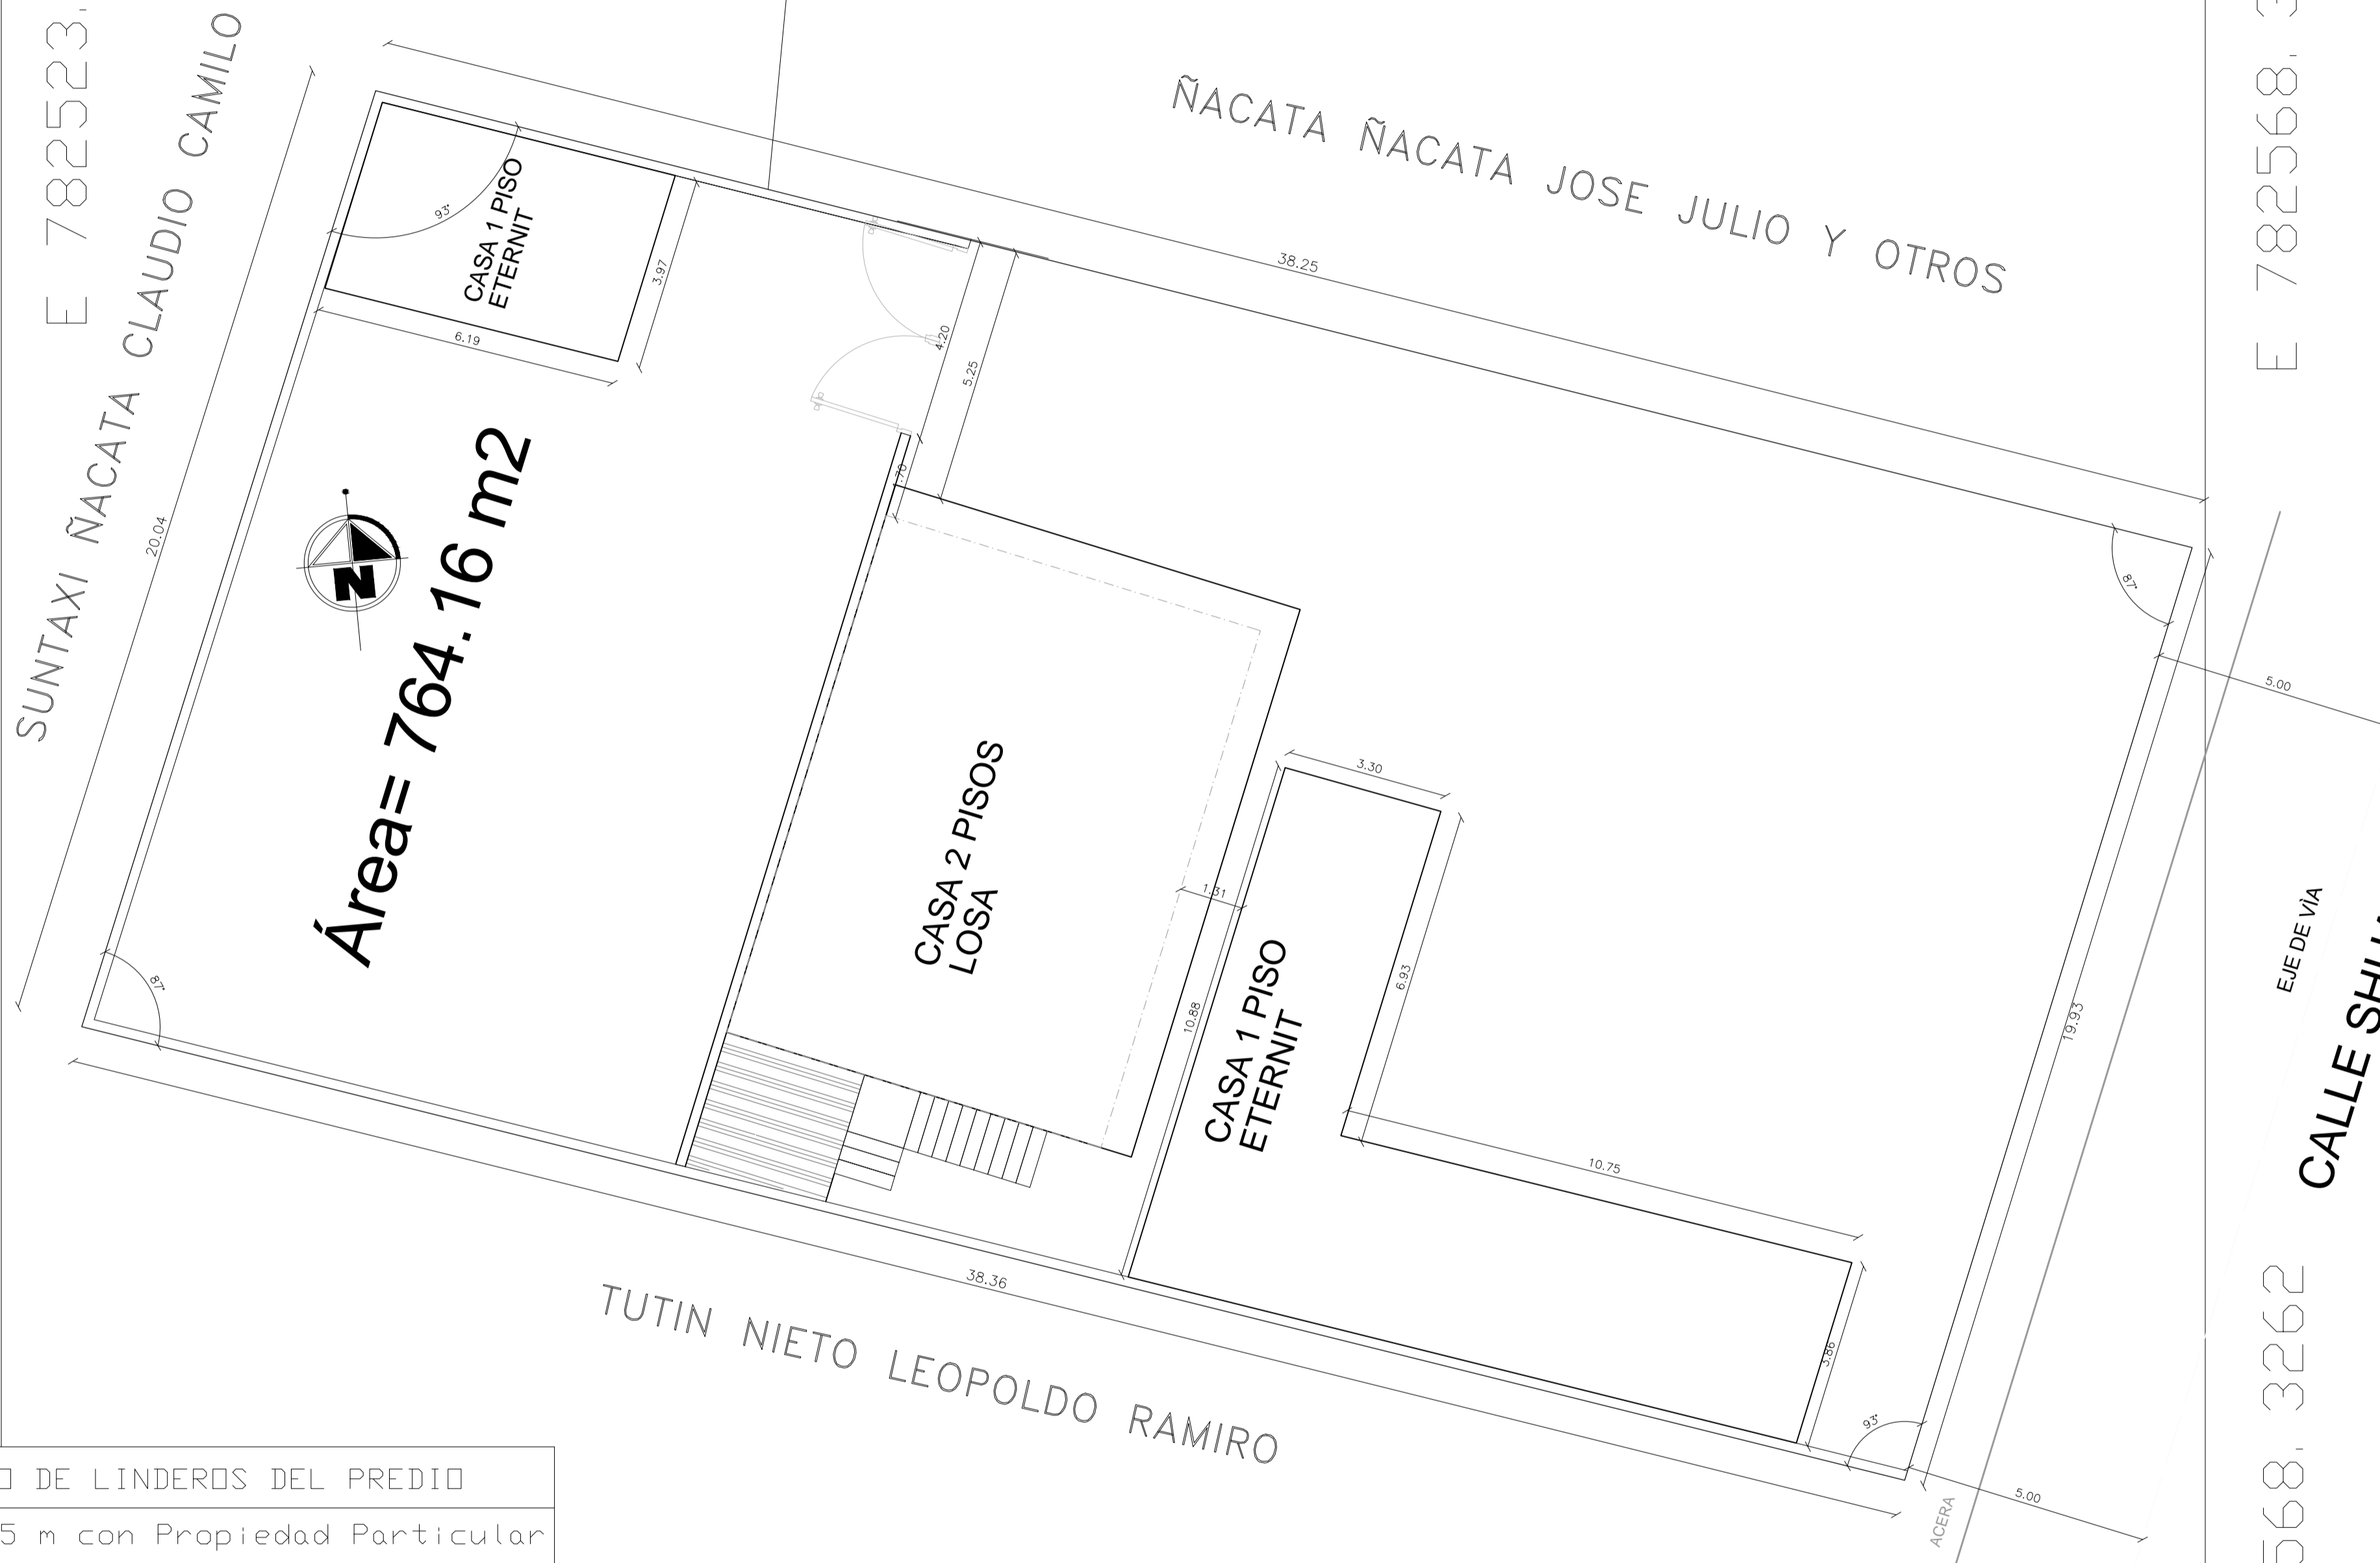 E 782523.
SUNTAXI ÑACATA CLAUDIO CAMILO
20.04
ÑACATA ÑACATA JOSE JULIO Y OTROS
38.25
E 782568.
93°
CASA 1 PISO
ETERNIT
3.97
6.19
4.20
5.25
.70
N
Área= 764.16 m2
87°
87°
5.00
CASA 2 PISOS
LOSA
3.30
1.31
6.93
10.88
CASA 1 PISO
ETERNIT
10.75
19.93
EJE DE VÌA
CALLE
3.86
93°
5.00
ACERA
38.36
TUTIN NIETO LEOPOLDO RAMIRO
568. 3262
DE LINDEROS DEL PREDIO
5 m con Propiedad Particular